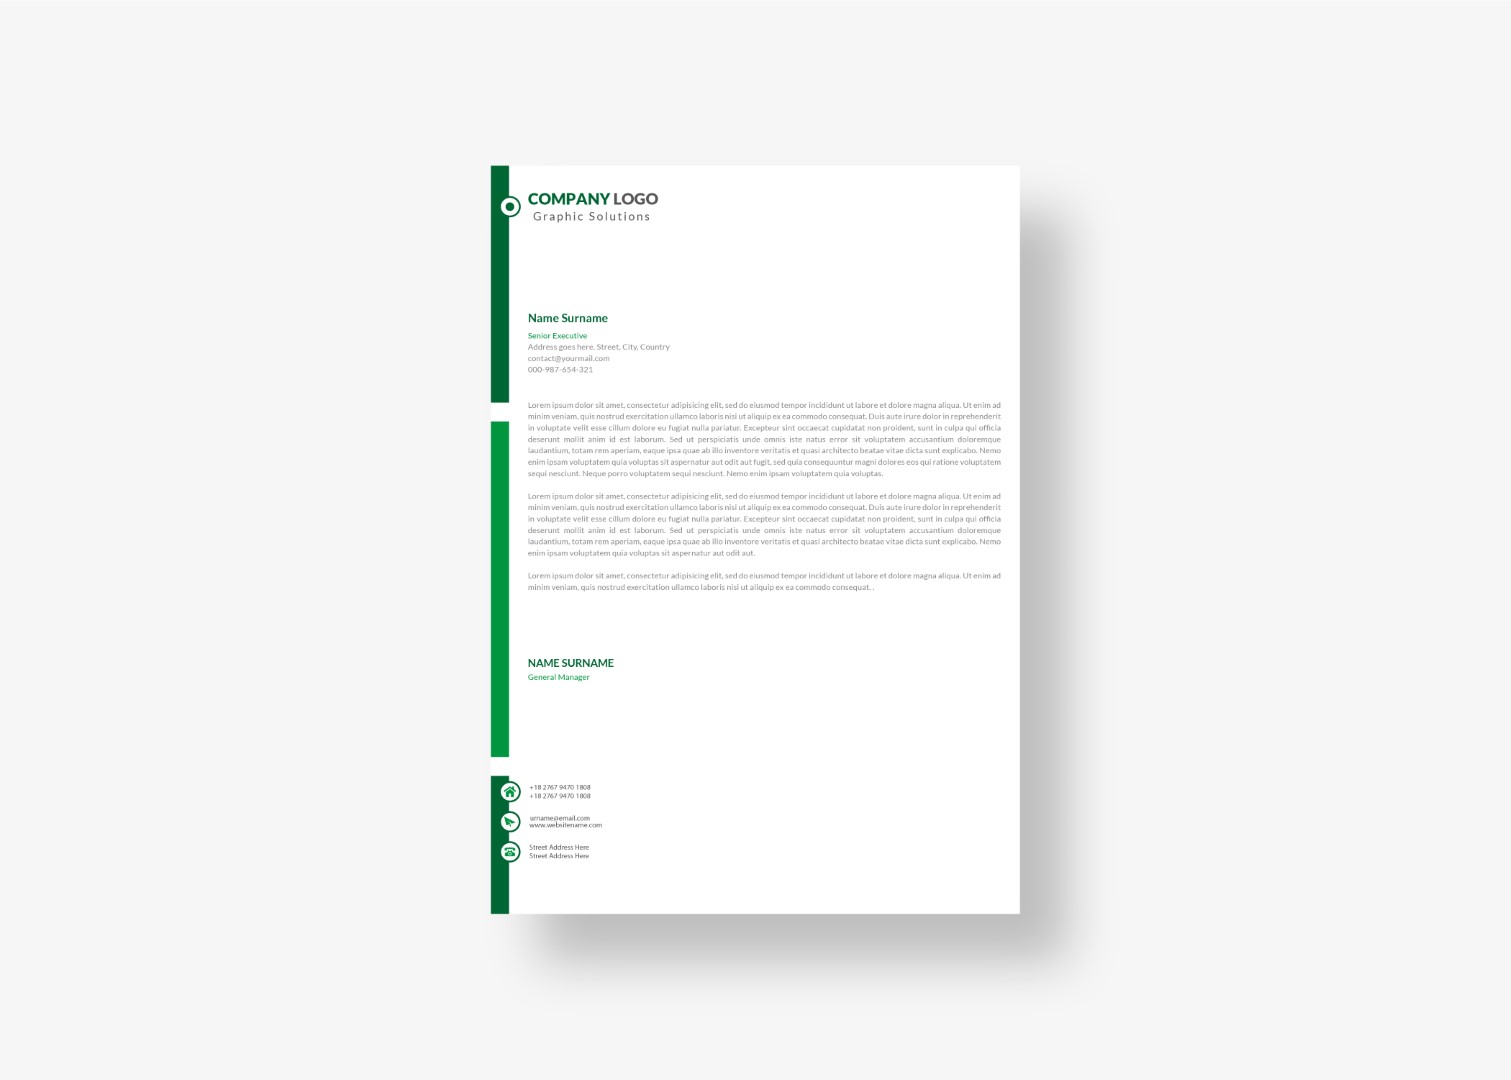 COMPANY LOGO
Graphic Solutions
Name Surname
Senior Executive
Address goes here. Street, City, Country
contact@yourmail.com
000-987-654-321
Lorem ipsum dolor sit amet, consectetur adipisicing elit, sed do eiusmod tempor incididunt ut labore et dolore magna aliqua. Ut enim ad
minim veniam, quis nostrud exercitation ullamco laboris nisi ut aliquip ex ea commodo consequat. Duis aute irure dolor in reprehenderit
in voluptate velit esse cillum dolore eu fugiat nulla pariatur. Excepteur sint occaecat cupidatat non proident, sunt in culpa qui officia
deserunt mollit anim id est laborum. Sed ut perspiciatis unde omnis iste natus error sit voluptatem accusantium doloremque
laudantium, totam rem aperiam, eaque ipsa quae ab illo inventore veritatis et quasi architecto beatae vitae dicta sunt explicabo. Nemo
enim ipsam voluptatem quia voluptas sit aspernatur aut odit aut fugit, sed quia consequuntur magni dolores eos qui ratione voluptatem
sequi nesciunt. Neque porro voluptatem sequi nesciunt. Nemo enim ipsam voluptatem quia voluptas.
Lorem ipsum dolor sit amet, consectetur adipisicing elit, sed do eiusmod tempor incididunt ut labore et dolore magna aliqua. Ut enim ad
minim veniam, quis nostrud exercitation ullamco laboris nisi ut aliquip ex ea commodo consequat. Duis aute irure dolor in reprehenderit
in voluptate velit esse cillum dolore eu fugiat nulla pariatur. Excepteur sint occaecat cupidatat non proident, sunt in culpa qui officia
deserunt mollit anim id est laborum. Sed ut perspiciatis unde omnis iste natus error sit voluptatem accusantium doloremque
laudantium, totam rem aperiam, eaque ipsa quae ab illo inventore veritatis et quasi architecto beatae vitae dicta sunt explicabo. Nemo
enim ipsam voluptatem quia voluptas sit aspernatur aut odit aut.
Lorem ipsum dolor sit amet, consectetur adipisicing elit, sed do eiusmod tempor incididunt ut labore et dolore magna aliqua. Ut enim ad
minim veniam, quis nostrud exercitation ullamco laboris nisi ut aliquip ex ea commodo consequat..
NAME SURNAME
General Manager
+18 2767 9470 1808
+18 2767 9470 1808
urname@email.com
www.websitename.com
Street Address Here
Street Address Here